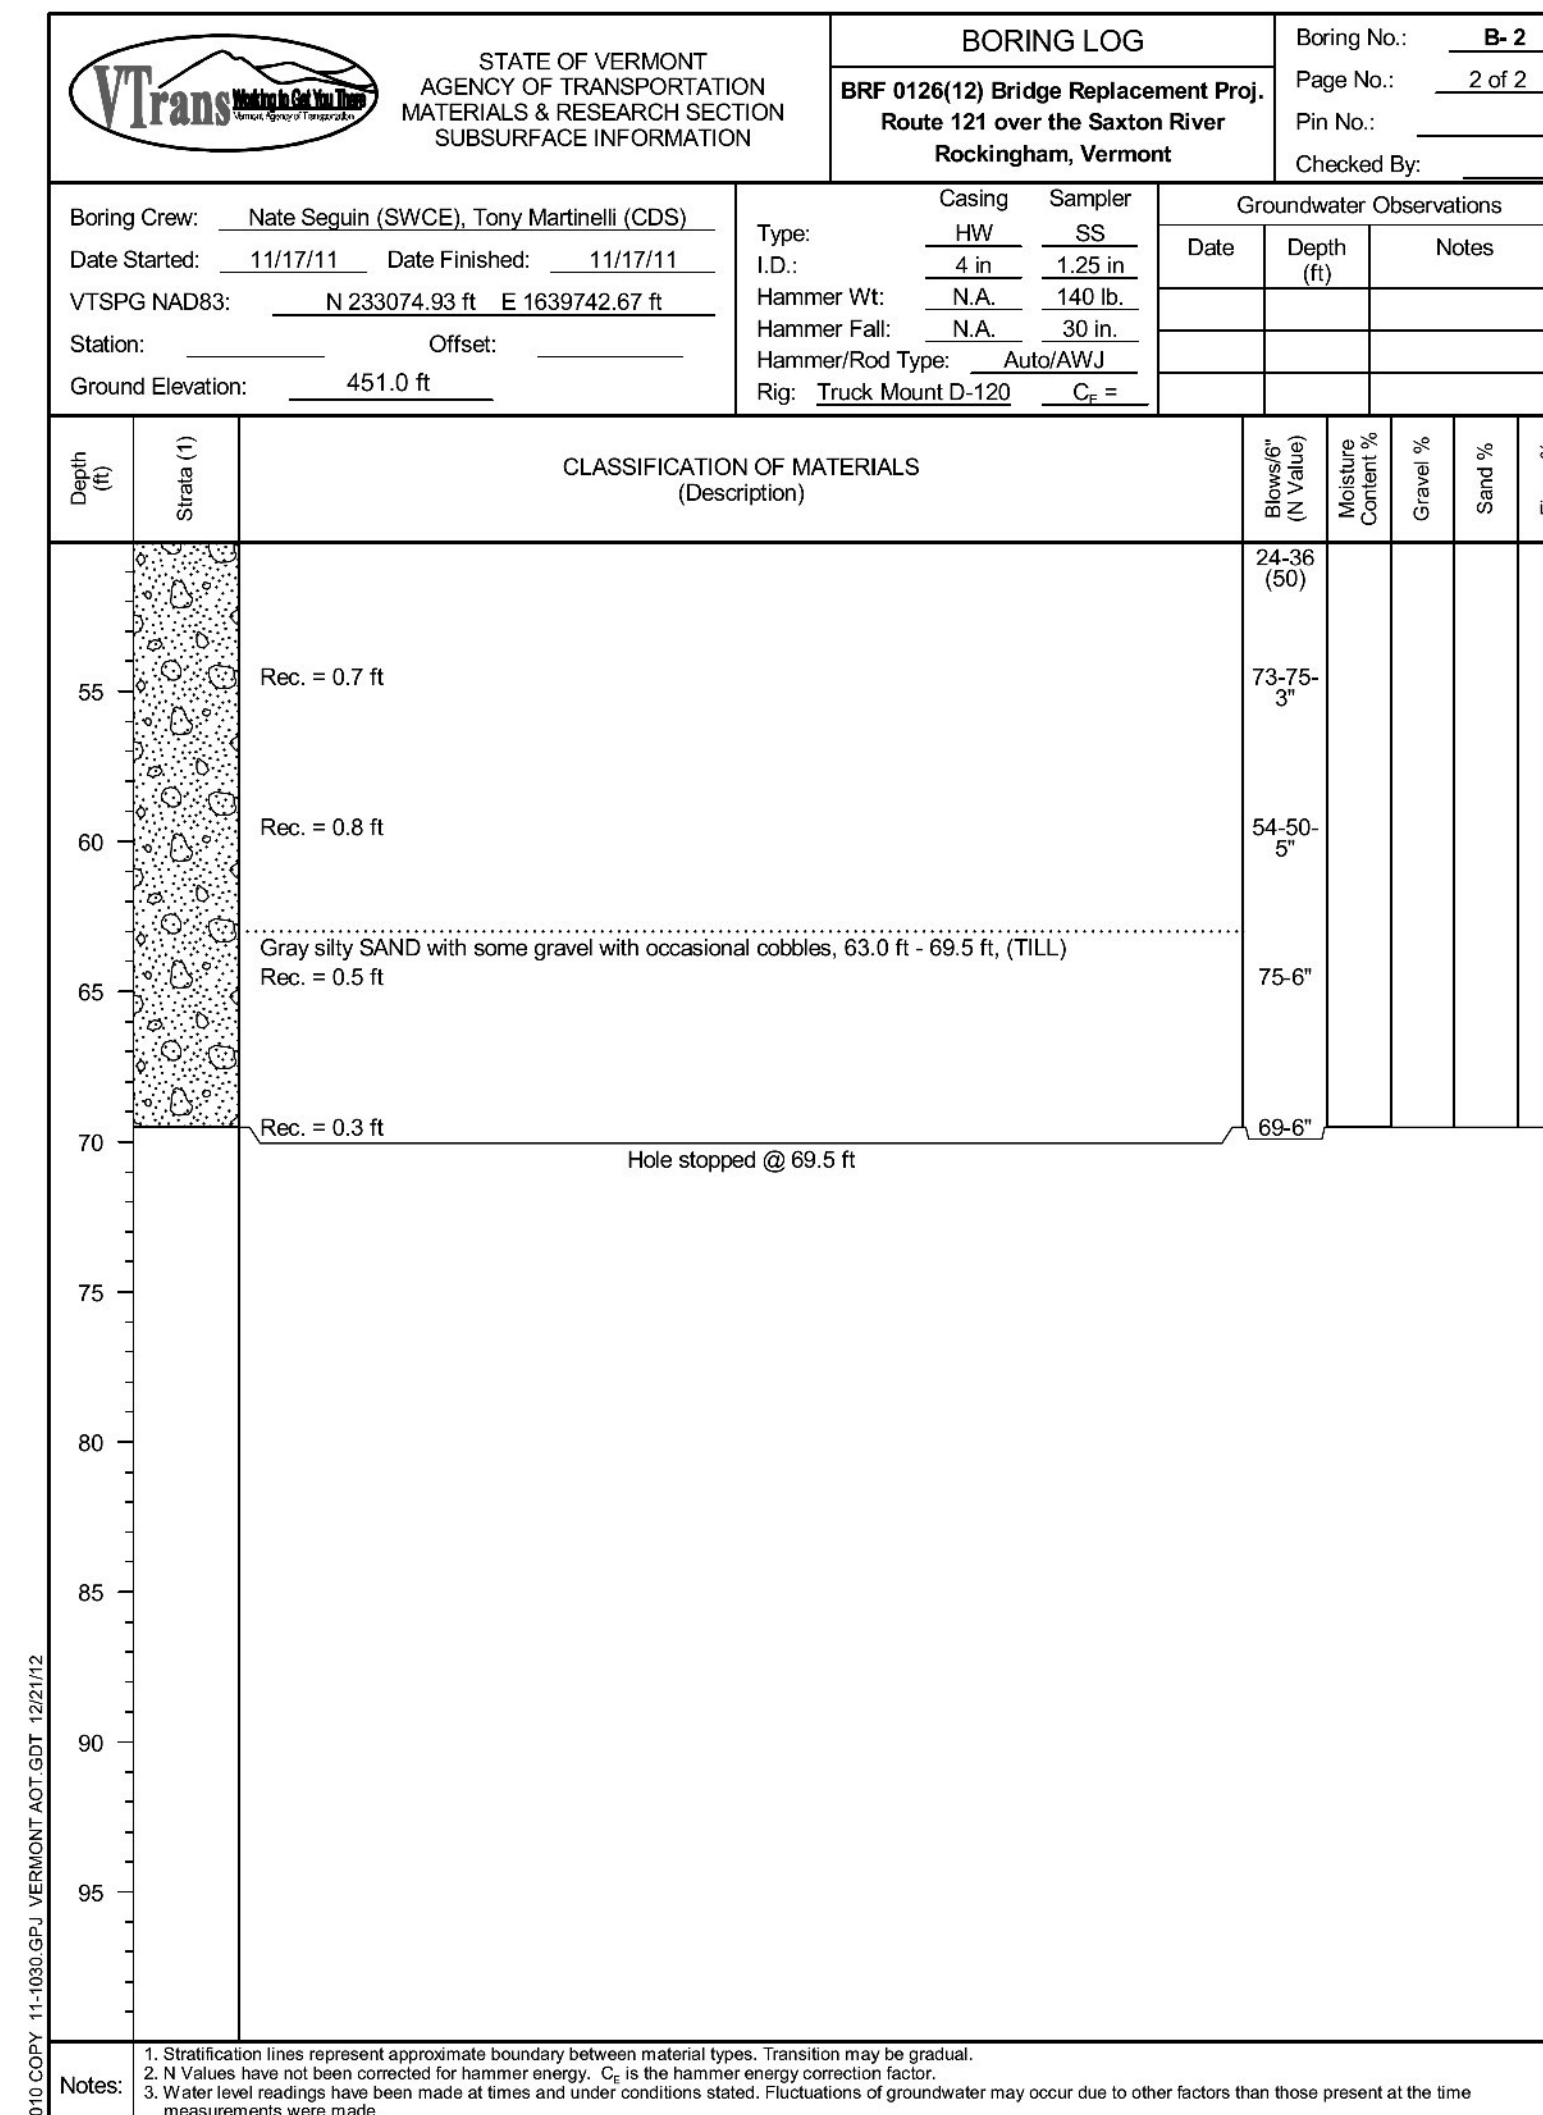 VTrans Working to Get You There
Vermont Agency of Transportation
STATE OF VERMONT
AGENCY OF TRANSPORTATION
MATERIALS & RESEARCH SECTION
SUBSURFACE INFORMATION
BORING LOG
BRF 0126(12) Bridge Replacement Proj.
Route 121 over the Saxton River
Rockingham, Vermont
Boring No.: B- 2
Page No.: 2 of 2
Pin No.:
Checked By:
Boring Crew: Nate Seguin (SWCE), Tony Martinelli (CDS)
Date Started: 11/17/11 Date Finished: 11/17/11
VTSPG NAD83: N 233074.93 ft E 1639742.67 ft
Station: Offset:
Ground Elevation: 451.0 ft
Casing Sampler
Type: HW SS
I.D.: 4 in 1.25 in
Hammer Wt: N.A. 140 lb.
Hammer Fall: N.A. 30 in.
Hammer/Rod Type: Auto/AWJ
Rig: Truck Mount D-120 CE =
Groundwater Observations
Date Depth (ft) Notes
Depth (ft)
Strata (1)
CLASSIFICATION OF MATERIALS
(Description)
Blows/6"
(N Value)
Moisture
Content %
Gravel %
Sand %
%
24-36
(50)
55 Rec. = 0.7 ft 73-75-
3"
60 Rec. = 0.8 ft 54-50-
5"
Gray silty SAND with some gravel with occasional cobbles, 63.0 ft - 69.5 ft, (TILL)
65 Rec. = 0.5 ft 75-6"
70 Rec. = 0.3 ft 69-6"
Hole stopped @ 69.5 ft
75
80
85
90
95
Notes:
1. Stratification lines represent approximate boundary between material types. Transition may be gradual.
2. N Values have not been corrected for hammer energy. CE is the hammer energy correction factor.
3. Water level readings have been made at times and under conditions stated. Fluctuations of groundwater may occur due to other factors than those present at the time
measurements were made.
010 COPY 11-1030.GPJ VERMONT AOT.GDT 12/21/12